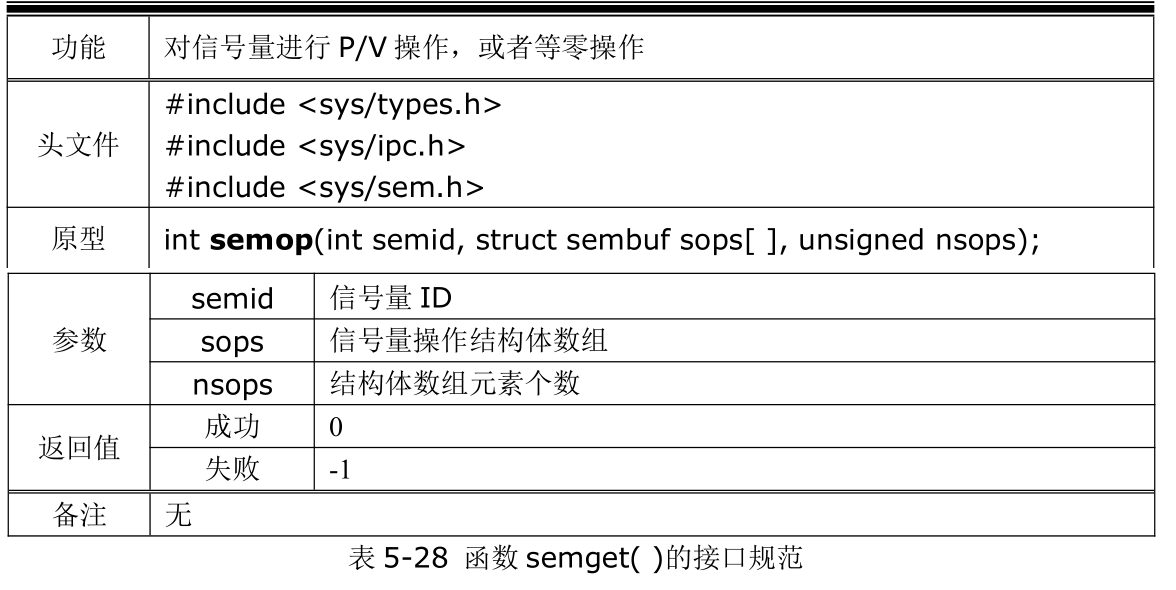 功能 对信号量进行 P/V 操作，或者等零操作
头文件 #include <sys/types.h>
#include <sys/ipc.h>
#include <sys/sem.h>
原型 int semop(int semid, struct sembuf sops[ ], unsigned nsops);
参数 semid 信号量 ID
sops 信号量操作结构体数组
nsops 结构体数组元素个数
返回值 成功 0
失败 -1
备注 无
表 5-28 函数 semget( )的接口规范